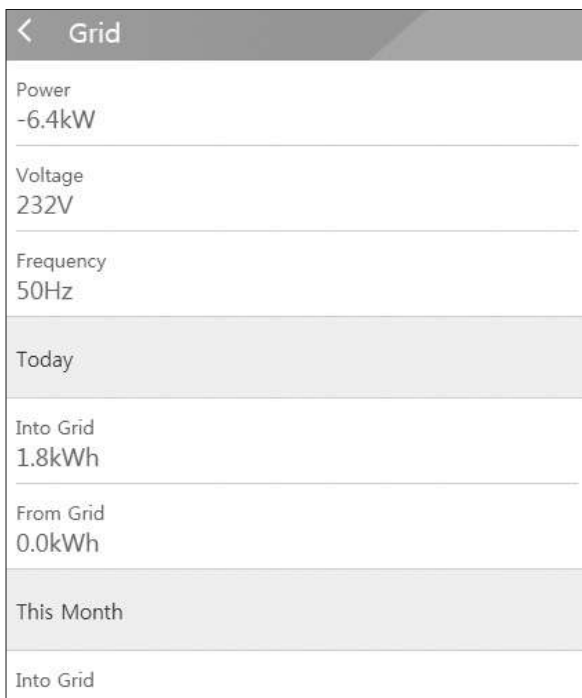 Grid
Power
-6.4kW
Voltage
232V
Frequency
50Hz
Today
Into Grid
1.8kWh
From Grid
0.0kWh
This Month
Into Grid